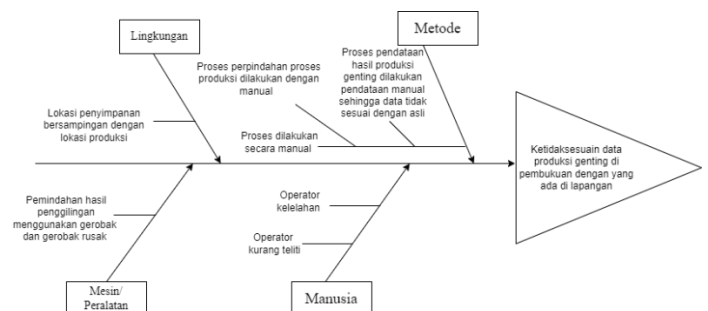 Lingkungan
Metode
Proses perpindahan proses
produksi dilakukan dengan
manual
Proses pendataan
hasil produksi
genting dilakukan
pendataan manual
sehingga data tidak
sesuai dengan asli
Lokasi penyimpanan
bersampingan dengan
lokasi produksi
Proses dilakukan
secara manual
Ketidaksesuain data
produksi genting di
pembukuan dengan yang
ada di lapangan
Pemindahan hasil
penggilingan
menggunakan gerobak
dan gerobak rusak
Operator
kelelahan
Operator
kurang teliti
Mesin/
Peralatan
Manusia